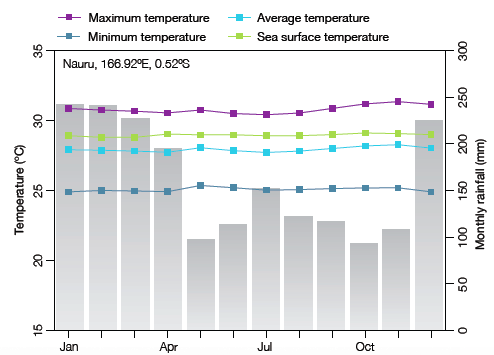 Maximum temperature Average temperature
Minimum temperature Sea surface temperature
Nauru, 166.92ºE, 0.52ºS
Temperature (ºC)
35
30
25
20
15
Monthly rainfall (mm)
300
250
200
150
100
50
0
Jan Apr Jul Oct